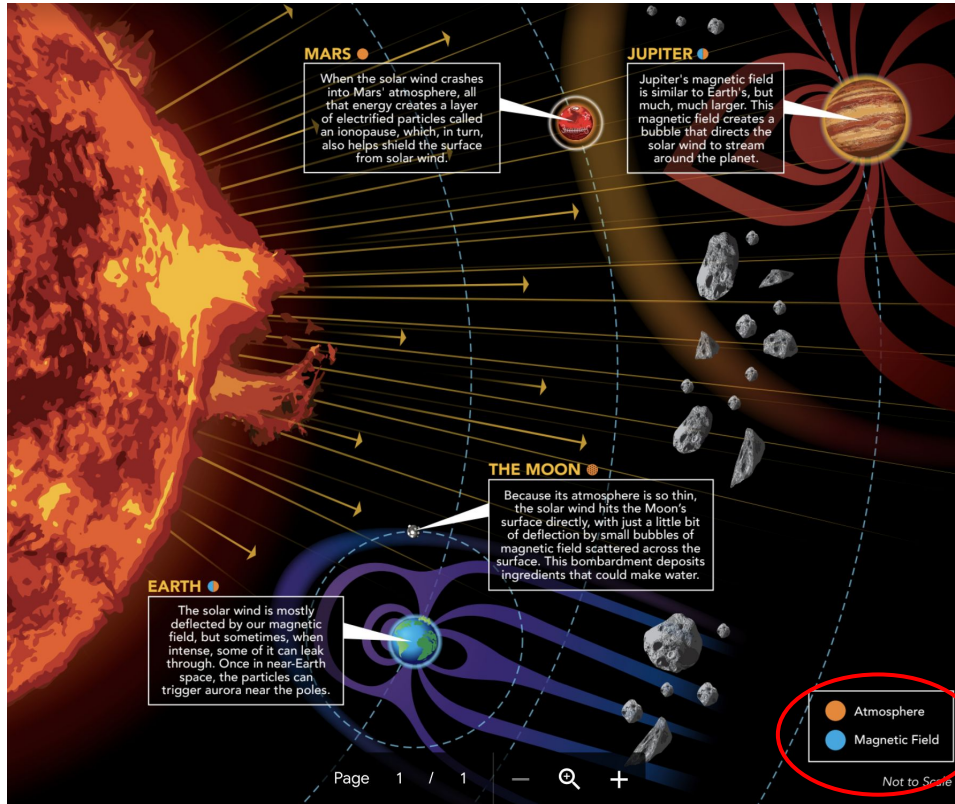 MARS
When the solar wind crashes
into Mars' atmosphere, all
that energy creates a layer
of electrified particles called
an ionopause, which, in turn,
also helps shield the surface
from solar wind.
JUPITER
Jupiter's magnetic field
is similar to Earth's, but
much, much larger. This
magnetic field creates a
bubble that directs the
solar wind to stream
around the planet.
THE MOON
Because its atmosphere is so thin,
the solar wind hits the Moon's
surface directly, with just a little bit
of deflection by small bubbles of
magnetic field scattered across the
surface. This bombardment deposits
ingredients that could make water.
EARTH
The solar wind is mostly
deflected by our magnetic
field, but sometimes, when
intense, some of it can leak
through. Once in near-Earth
space, the particles can
trigger aurora near the poles.
Atmosphere
Magnetic Field
Not to Scale
Page 1 / 1